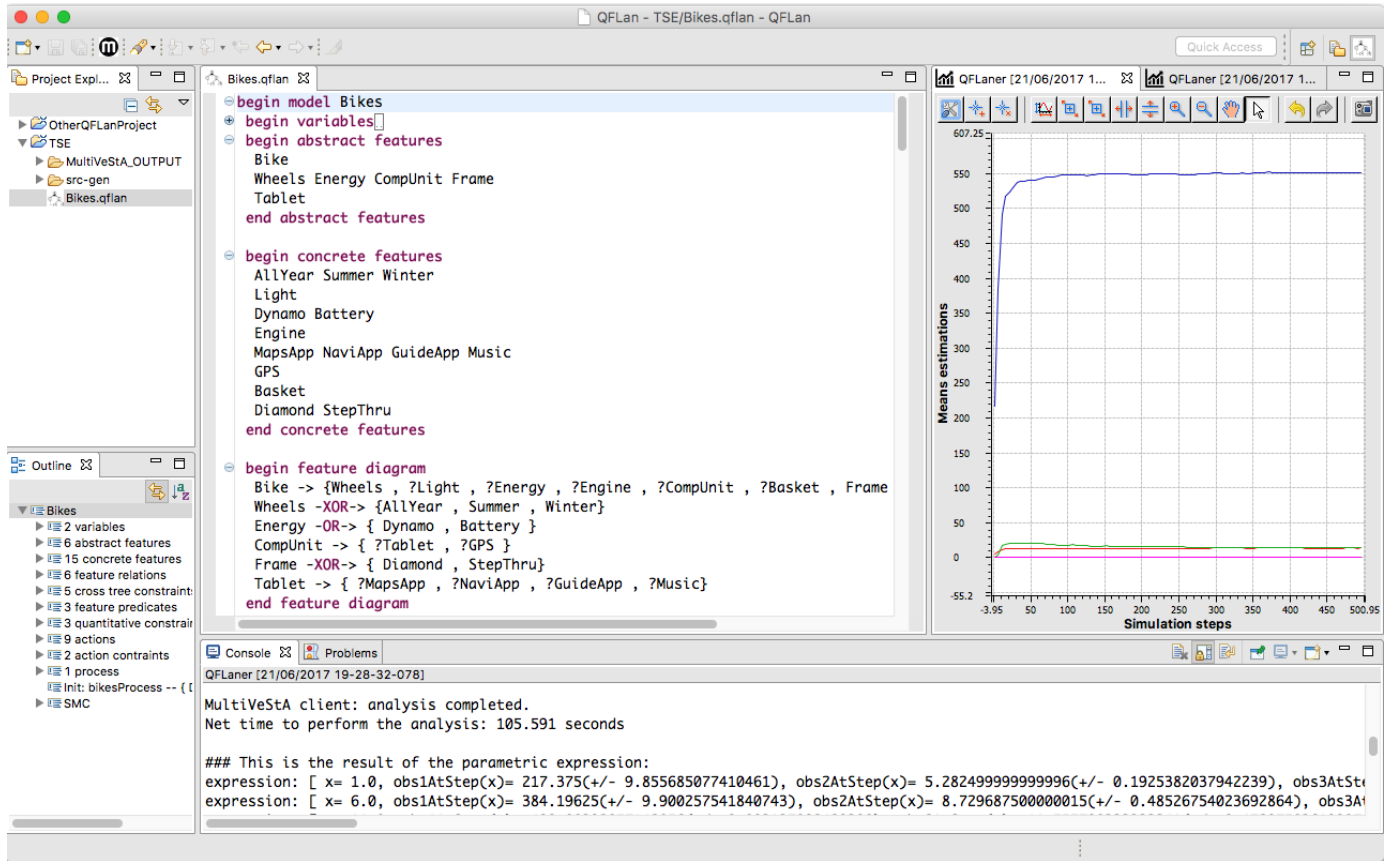 QFLan - TSE/Bikes.qflan - QFLan
Quick Access
Project Expl...
OtherQFLanProject
TSE
MultiVeStA_OUTPUT
src-gen
Bikes.qflan
Outline
Bikes
2 variables
6 abstract features
15 concrete features
6 feature relations
5 cross tree constraint
3 feature predicates
3 quantitative constrair
9 actions
2 action contraints
1 process
Init: bikesProcess -- { [
SMC
Bikes.qflan
begin model Bikes
begin variables
begin abstract features
Bike
Wheels Energy CompUnit Frame
Tablet
end abstract features
begin concrete features
AllYear Summer Winter
Light
Dynamo Battery
Engine
MapsApp NaviApp GuideApp Music
GPS
Basket
Diamond StepThru
end concrete features
begin feature diagram
Bike -> {Wheels , ?Light , ?Energy , ?Engine , ?CompUnit , ?Basket , Frame
Wheels -XOR-> {AllYear , Summer , Winter}
Energy -OR-> { Dynamo , Battery }
CompUnit -> { ?Tablet , ?GPS }
Frame -XOR-> { Diamond , StepThru}
Tablet -> { ?MapsApp , ?NaviApp , ?GuideApp , ?Music}
end feature diagram
QFLaner [21/06/2017 1... QFLaner [21/06/2017 1...
607.25
550
500
450
400
350
300
250
200
150
100
50
0
-55.2
Means estimations
-3.95 50 100 150 200 250 300 350 400 450 500.95
Simulation steps
Console Problems
QFLaner [21/06/2017 19-28-32-078]
MultiVeStA client: analysis completed.
Net time to perform the analysis: 105.591 seconds
### This is the result of the parametric expression:
expression: [ x= 1.0, obs1AtStep(x)= 217.375(+/- 9.855685077410461), obs2AtStep(x)= 5.282499999999996(+/- 0.1925382037942239), obs3AtSte
expression: [ x= 6.0, obs1AtStep(x)= 384.19625(+/- 9.900257541840743), obs2AtStep(x)= 8.729687500000015(+/- 0.48526754023692864), obs3At